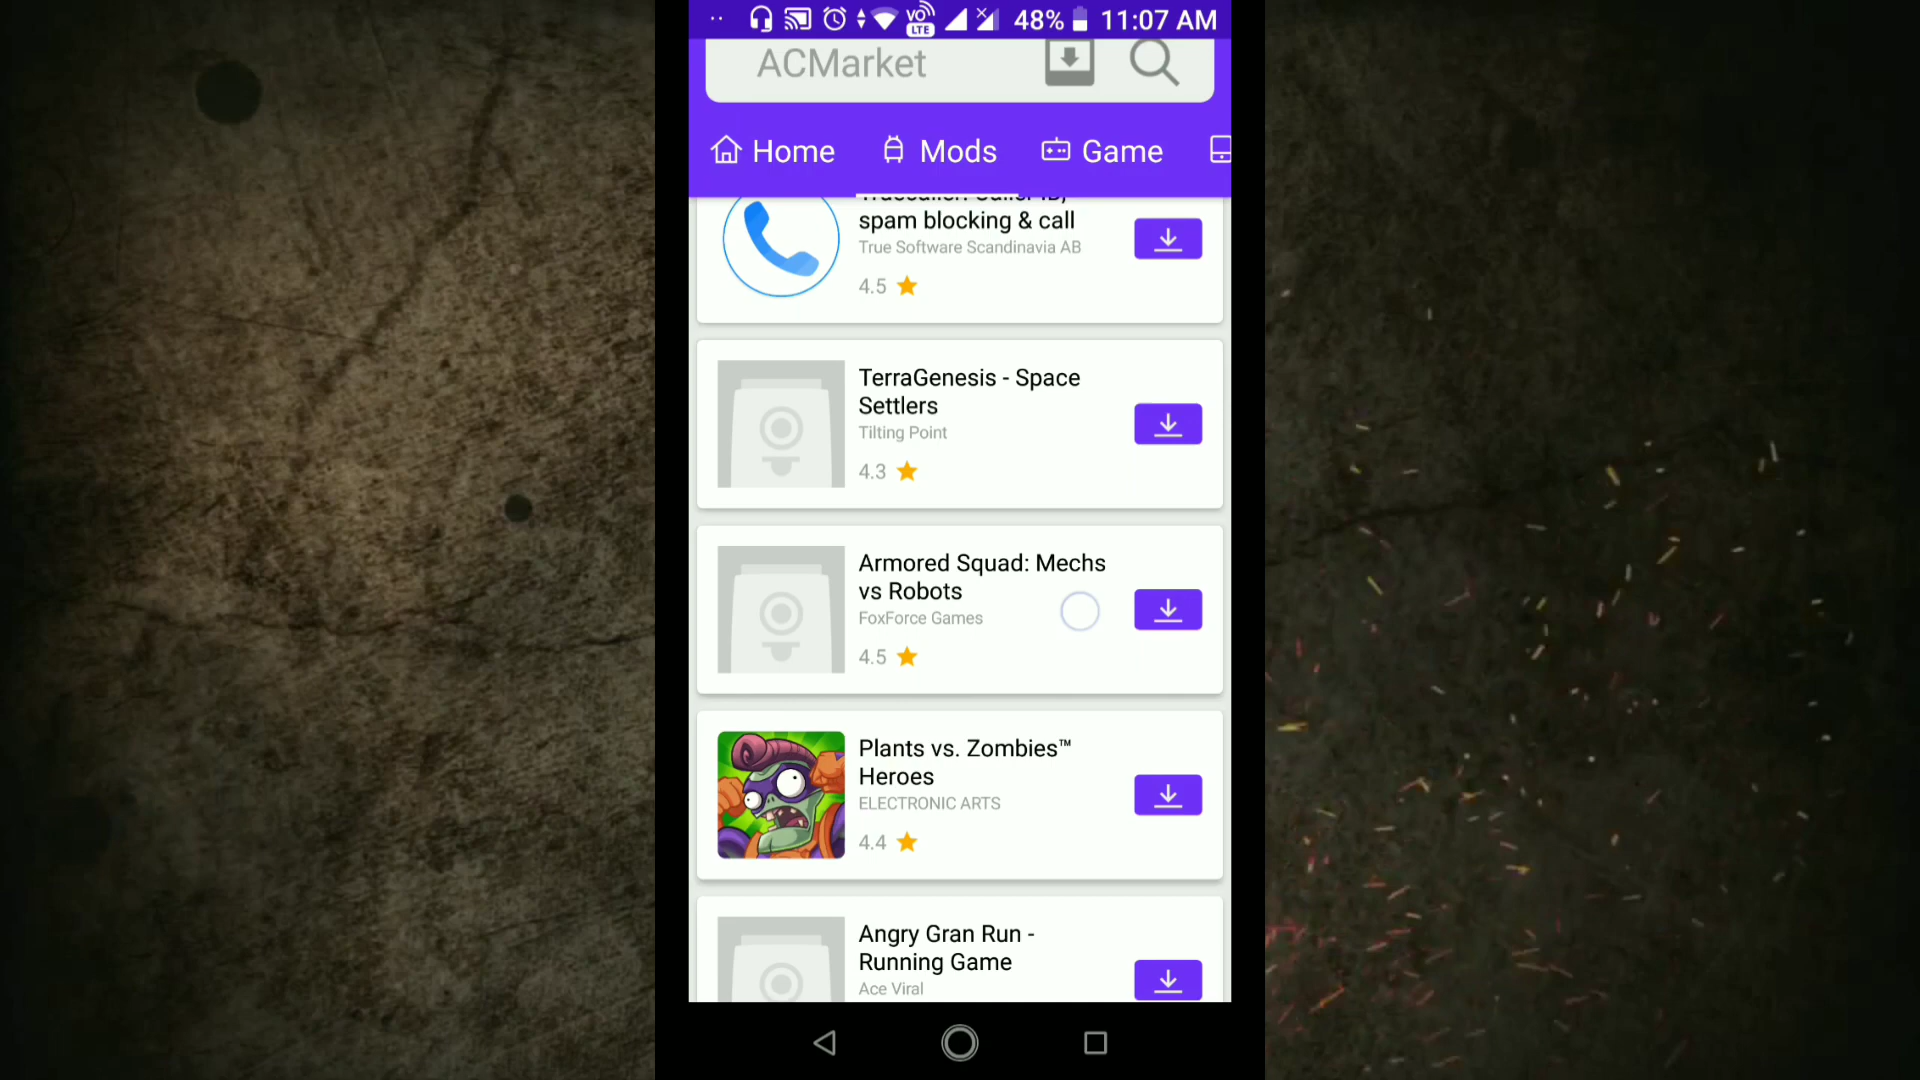 VO LTE 48% 11:07 AM
ACMarket
Home Mods Game
spam blocking & call
True Software Scandinavia AB
4.5
TerraGenesis - Space
Settlers
Tilting Point
4.3
Armored Squad: Mechs
vs Robots
FoxForce Games
4.5
Plants vs. Zombies™
Heroes
ELECTRONIC ARTS
4.4
Angry Gran Run -
Running Game
Ace Viral